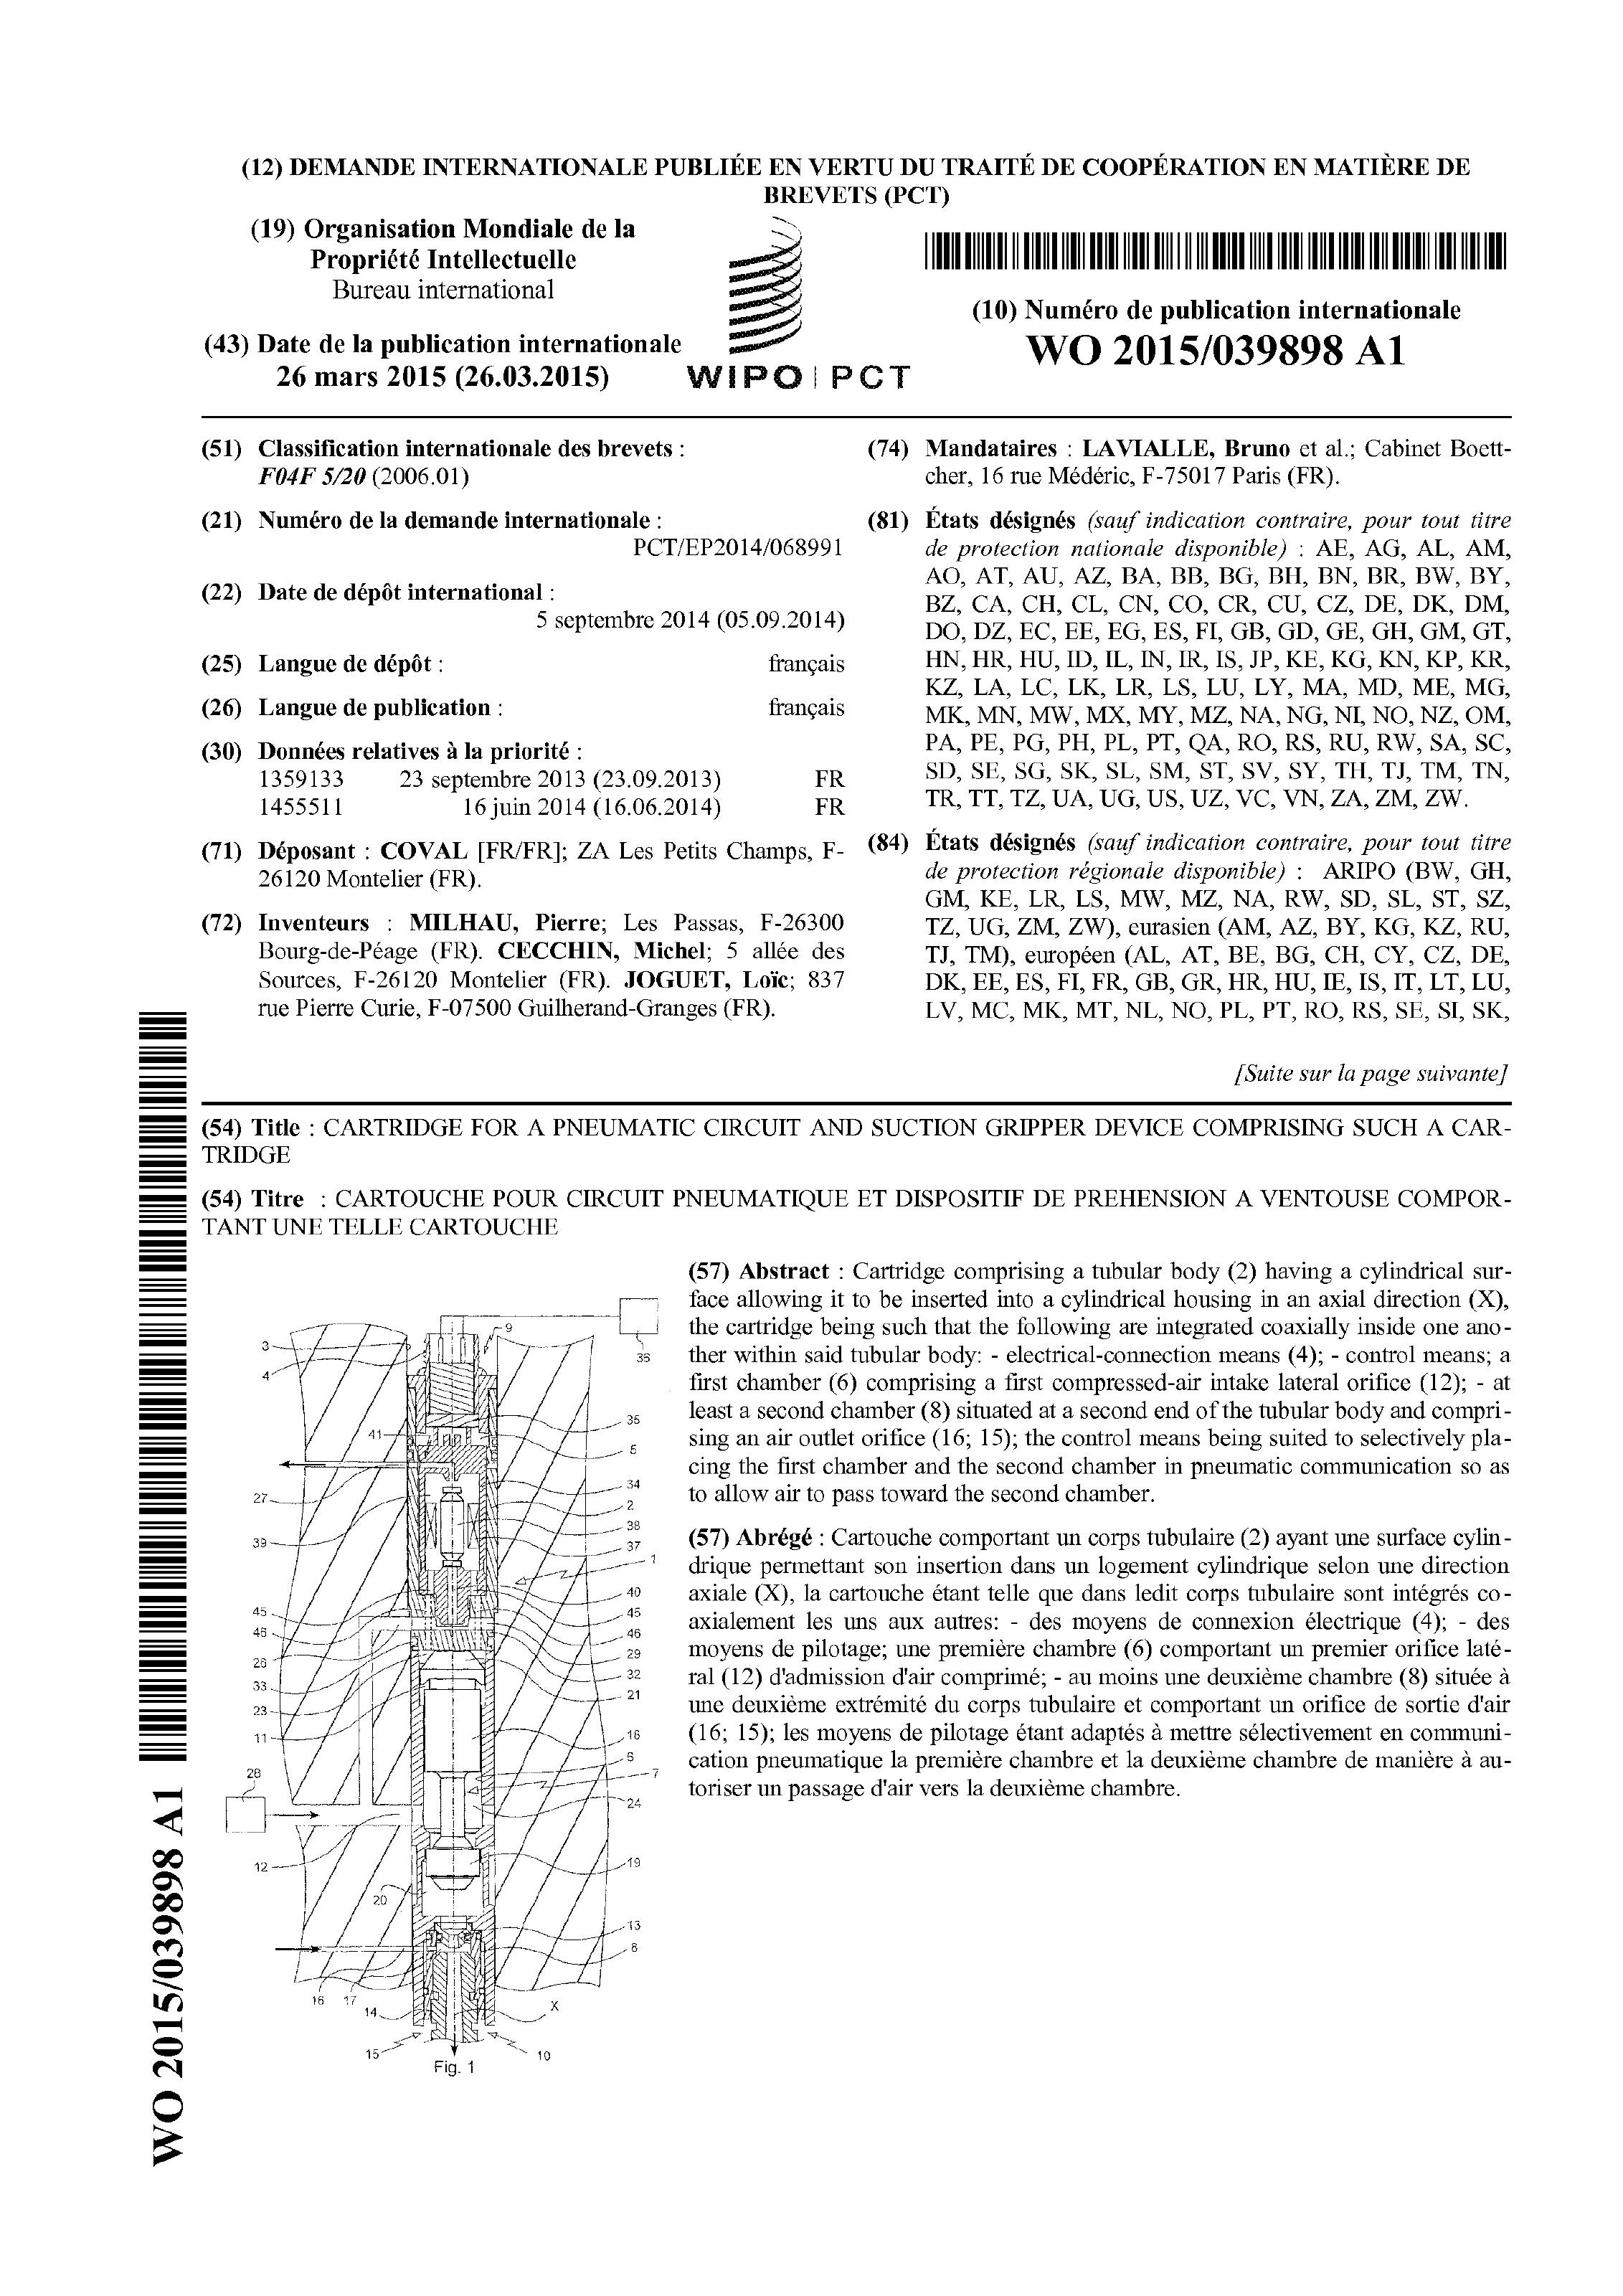 (12) DEMANDE INTERNATIONALE PUBLIÉE EN VERTU DU TRAITÉ DE COOPÉRATION EN MATIÈRE DE
BREVETS (PCT)
(19) Organisation Mondiale de la
Propriété Intellectuelle
Bureau international
(43) Date de la publication internationale
26 mars 2015 (26.03.2015)
WIPO | PCT
(10) Numéro de publication internationale
WO 2015/039898 A1
(51) Classification internationale des brevets :
F04F 5/20 (2006.01)
(21) Numéro de la demande internationale :
PCT/EP2014/068991
(22) Date de dépôt international :
5 septembre 2014 (05.09.2014)
(25) Langue de dépôt : français
(26) Langue de publication : français
(30) Données relatives à la priorité :
1359133 23 septembre 2013 (23.09.2013) FR
1455511 16 juin 2014 (16.06.2014) FR
(71) Déposant : COVAL [FR/FR]; ZA Les Petits Champs, F-
26120 Montelier (FR).
(72) Inventeurs : MILHAU, Pierre; Les Passas, F-26300
Bourg-de-Péage (FR). CECCHIN, Michel; 5 allée des
Sources, F-26120 Montelier (FR). JOGUET, Loïc; 837
rue Pierre Curie, F-07500 Guilherand-Granges (FR).
(74) Mandataires : LAVIALLE, Bruno et al.; Cabinet Boett-
cher, 16 rue Médéric, F-75017 Paris (FR).
(81) États désignés (sauf indication contraire, pour tout titre
de protection nationale disponible) : AE, AG, AL, AM,
AO, AT, AU, AZ, BA, BB, BG, BH, BN, BR, BW, BY,
BZ, CA, CH, CL, CN, CO, CR, CU, CZ, DE, DK, DM,
DO, DZ, EC, EE, EG, ES, FI, GB, GD, GE, GH, GM, GT,
HN, HR, HU, ID, IL, IN, IR, IS, JP, KE, KG, KN, KP, KR,
KZ, LA, LC, LK, LR, LS, LU, LY, MA, MD, ME, MG,
MK, MN, MW, MX, MY, MZ, NA, NG, NI, NO, NZ, OM,
PA, PE, PG, PH, PL, PT, QA, RO, RS, RU, RW, SA, SC,
SD, SE, SG, SK, SL, SM, ST, SV, SY, TH, TJ, TM, TN,
TR, TT, TZ, UA, UG, US, UZ, VC, VN, ZA, ZM, ZW.
(84) États désignés (sauf indication contraire, pour tout titre
de protection régionale disponible) : ARIPO (BW, GH,
GM, KE, LR, LS, MW, MZ, NA, RW, SD, SL, ST, SZ,
TZ, UG, ZM, ZW), eurasien (AM, AZ, BY, KG, KZ, RU,
TJ, TM), européen (AL, AT, BE, BG, CH, CY, CZ, DE,
DK, EE, ES, FI, FR, GB, GR, HR, HU, IE, IS, IT, LT, LU,
LV, MC, MK, MT, NL, NO, PL, PT, RO, RS, SE, SI, SK,
[Suite sur la page suivante]
(54) Title : CARTRIDGE FOR A PNEUMATIC CIRCUIT AND SUCTION GRIPPER DEVICE COMPRISING SUCH A CAR-
TRIDGE
(54) Titre : CARTOUCHE POUR CIRCUIT PNEUMATIQUE ET DISPOSITIF DE PREHENSION A VENTOUSE COMPOR-
TANT UNE TELLE CARTOUCHE
(57) Abstract : Cartridge comprising a tubular body (2) having a cylindrical sur-
face allowing it to be inserted into a cylindrical housing in an axial direction (X),
the cartridge being such that the following are integrated coaxially inside one ano-
ther within said tubular body: - electrical-connection means (4); - control means; a
first chamber (6) comprising a first compressed-air intake lateral orifice (12); - at
least a second chamber (8) situated at a second end of the tubular body and compri-
sing an air outlet orifice (16; 15); the control means being suited to selectively pla-
cing the first chamber and the second chamber in pneumatic communication so as
to allow air to pass toward the second chamber.
(57) Abrégé : Cartouche comportant un corps tubulaire (2) ayant une surface cylin-
drique permettant son insertion dans un logement cylindrique selon une direction
axiale (X), la cartouche étant telle que dans ledit corps tubulaire sont intégrés co-
axialement les uns aux autres: - des moyens de connexion électrique (4); - des
moyens de pilotage; une première chambre (6) comportant un premier orifice laté-
ral (12) d'admission d'air comprimé; - au moins une deuxième chambre (8) située à
une deuxième extrémité du corps tubulaire et comportant un orifice de sortie d'air
(16; 15); les moyens de pilotage étant adaptés à mettre sélectivement en communi-
cation pneumatique la première chambre et la deuxième chambre de manière à au-
toriser un passage d'air vers la deuxième chambre.
3
4
9
36
35
41
5
27
34
2
38
39
37
1
40
45
45
46
46
26
29
33
32
23
21
11
18
6
28
7
24
12
19
20
13
8
16
17
14
X
15
10
Fig. 1
WO 2015/039898 A1